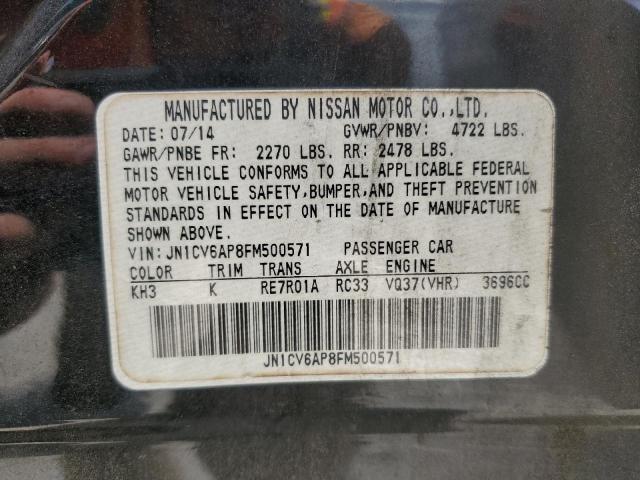 MANUFACTURED BY NISSAN MOTOR CO.,LTD.
DATE: 07/14 GVWR/PNBV: 4722 LBS.
GAWR/PNBE FR: 2270 LBS. RR: 2478 LBS.
THIS VEHICLE CONFORMS TO ALL APPLICABLE FEDERAL
MOTOR VEHICLE SAFETY,BUMPER,AND THEFT PREVENTION
STANDARDS IN EFFECT ON THE DATE OF MANUFACTURE
SHOWN ABOVE.
VIN: JN1CV6AP8FM500571 PASSENGER CAR
COLOR TRIM TRANS AXLE ENGINE
KH3 K RE7R01A RC33 VQ37(VHR) 3696CC
JN1CV6AP8FM500571